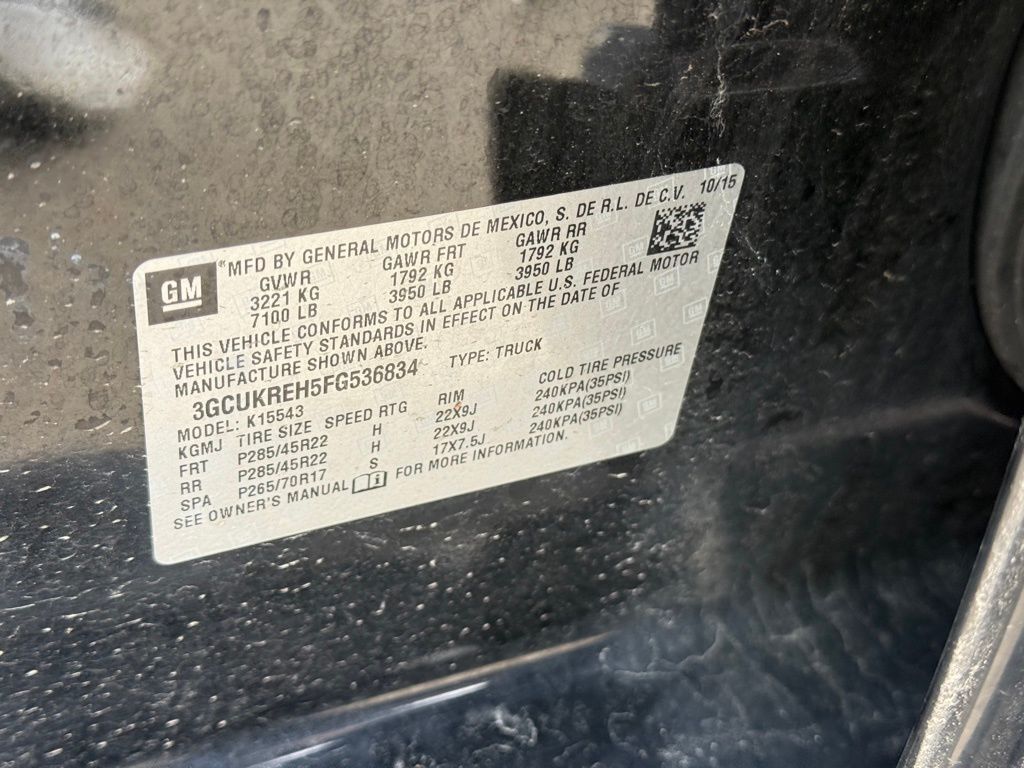 GM
MFD BY GENERAL MOTORS DE MEXICO, S. DE R.L. DE C.V. 10/15
GVWR GAWR FRT GAWR RR
3221 KG 1792 KG 1792 KG
7100 LB 3950 LB 3950 LB
THIS VEHICLE CONFORMS TO ALL APPLICABLE U.S. FEDERAL MOTOR
VEHICLE SAFETY STANDARDS IN EFFECT ON THE DATE OF
MANUFACTURE SHOWN ABOVE.
3GCUKREH5FG536834 TYPE: TRUCK
MODEL: K15543
KGMJ TIRE SIZE SPEED RTG RIM COLD TIRE PRESSURE
FRT P285/45R22 H 22X9J 240KPA(35PSI)
RR P285/45R22 H 22X9J 240KPA(35PSI)
SPA P265/70R17 S 17X7.5J 240KPA(35PSI)
SEE OWNER'S MANUAL FOR MORE INFORMATION.